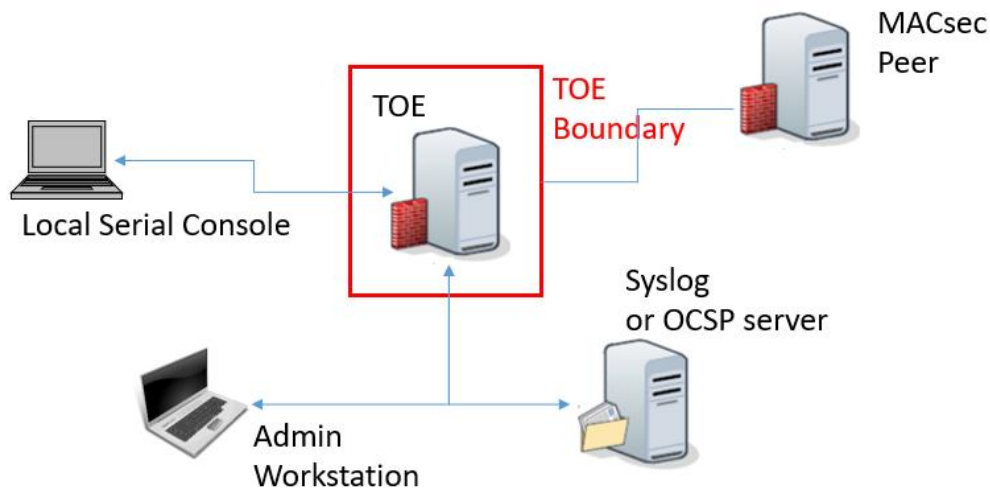 MACsec
Peer
TOE
TOE
Boundary
Local Serial Console
Syslog
or OCSP server
Admin
Workstation